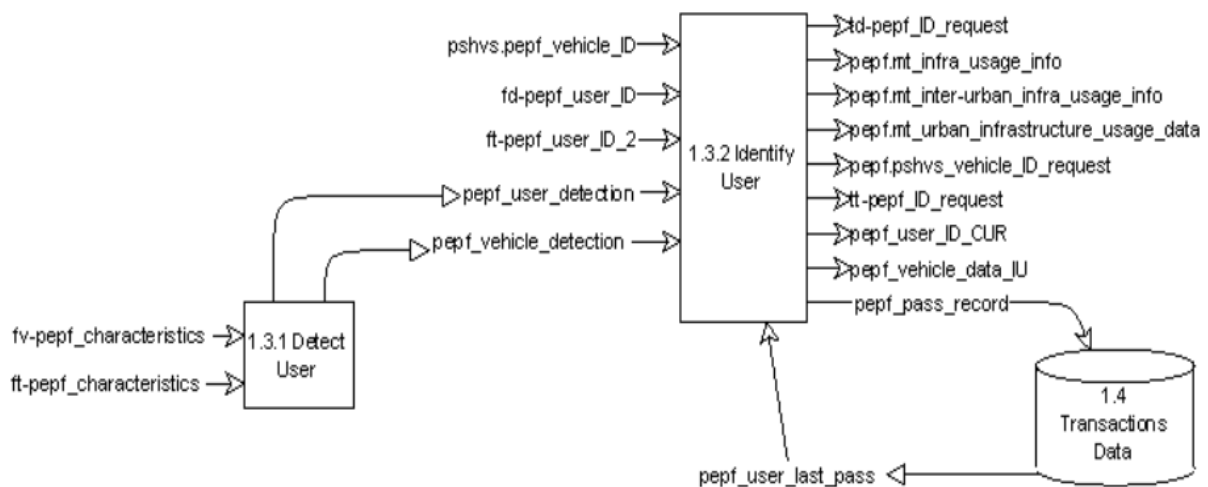 td-pepf_ID_request
pshvs.pepf_vehicle_ID
pepf.mt_infra_usage_info
fd-pepf_user_ID
pepf.mt_inter-urban_infra_usage_info
ft-pepf_user_ID_2
pepf.mt_urban_infrastructure_usage_data
1.3.2 Identify
User
pepf.pshvs_vehicle_ID_request
pepf_user_detection
tt-pepf_ID_request
pepf_vehicle_detection
pepf_user_ID_CUR
pepf_vehicle_data_IU
pepf_pass_record
fv-pepf_characteristics
1.3.1 Detect
User
ft-pepf_characteristics
1.4
Transactions
Data
pepf_user_last_pass